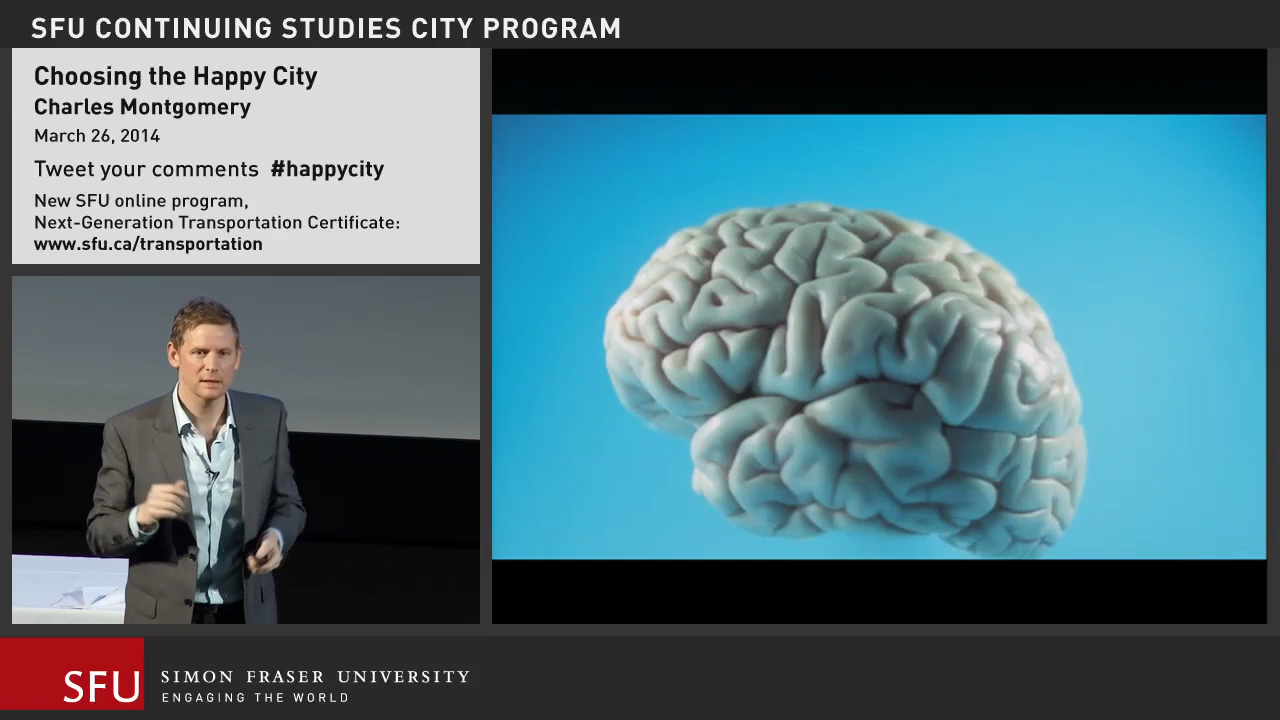 SFU CONTINUING STUDIES CITY PROGRAM
Choosing the Happy City
Charles Montgomery
March 26, 2014
Tweet your comments #happycity
New SFU online program,
Next-Generation Transportation Certificate:
www.sfu.ca/transportation
SFU
SIMON FRASER UNIVERSITY
ENGAGING THE WORLD